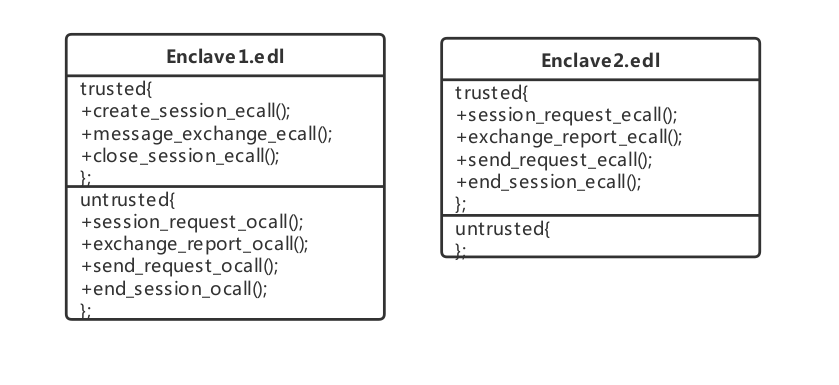 Enclave1.edl
trusted{
+create_session_ecall();
+message_exchange_ecall();
+close_session_ecall();
};
untrusted{
+session_request_ocall();
+exchange_report_ocall();
+send_request_ocall();
+end_session_ocall();
};
Enclave2.edl
trusted{
+session_request_ecall();
+exchange_report_ecall();
+send_request_ecall();
+end_session_ecall();
};
untrusted{
};